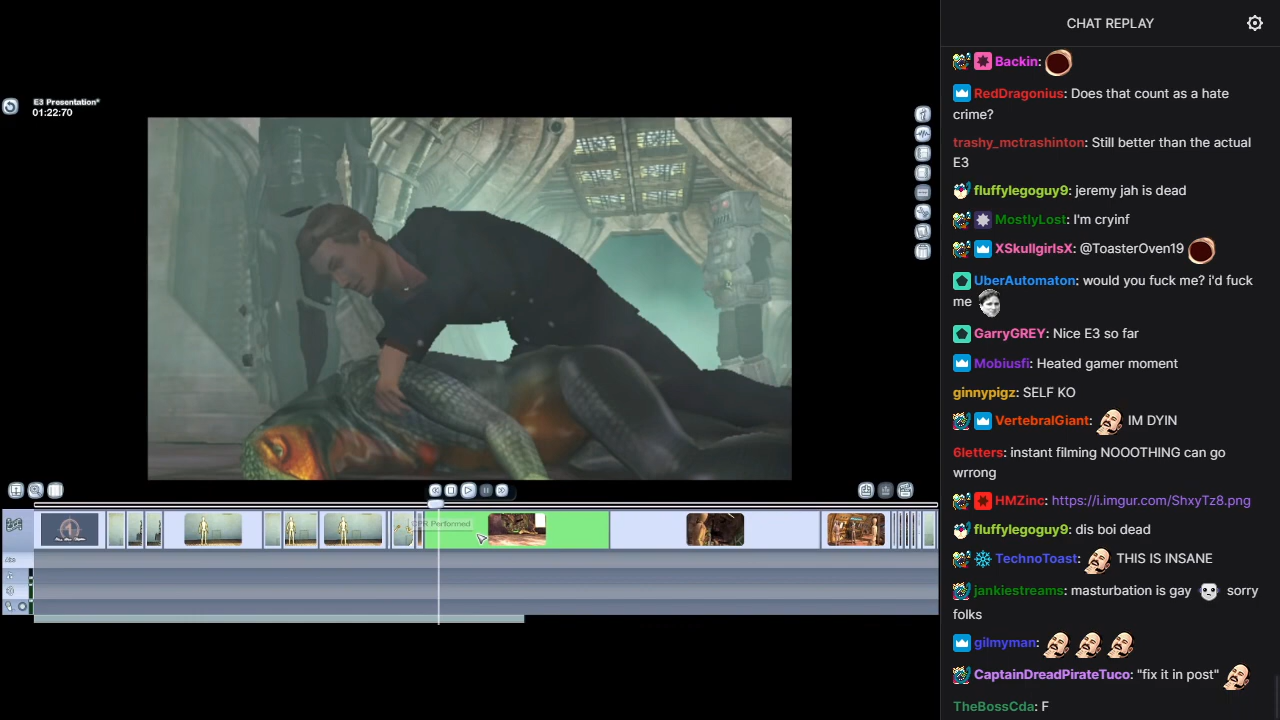 CHAT REPLAY
E3 Presentation*
01:22:70
CPR Performed
Backin:
RedDragonius: Does that count as a hate
crime?
trashy_mctrashinton: Still better than the actual
E3
fluffylegoguy9: jeremy jah is dead
MostlyLost: I'm cryinf
XSkullgirlsX: @ToasterOven19
UberAutomaton: would you fuck me? i'd fuck
me
GarryGREY: Nice E3 so far
Mobiusfi: Heated gamer moment
ginnypigz: SELF KO
VertebralGiant: IM DYIN
6letters: instant filming NOOOTHING can go
wrrong
HMZinc: https://i.imgur.com/ShxyTz8.png
fluffylegoguy9: dis boi dead
TechnoToast: THIS IS INSANE
jankiestreams: masturbation is gay sorry
folks
gilmyman:
CaptainDreadPirateTuco: "fix it in post"
TheBossCda: F